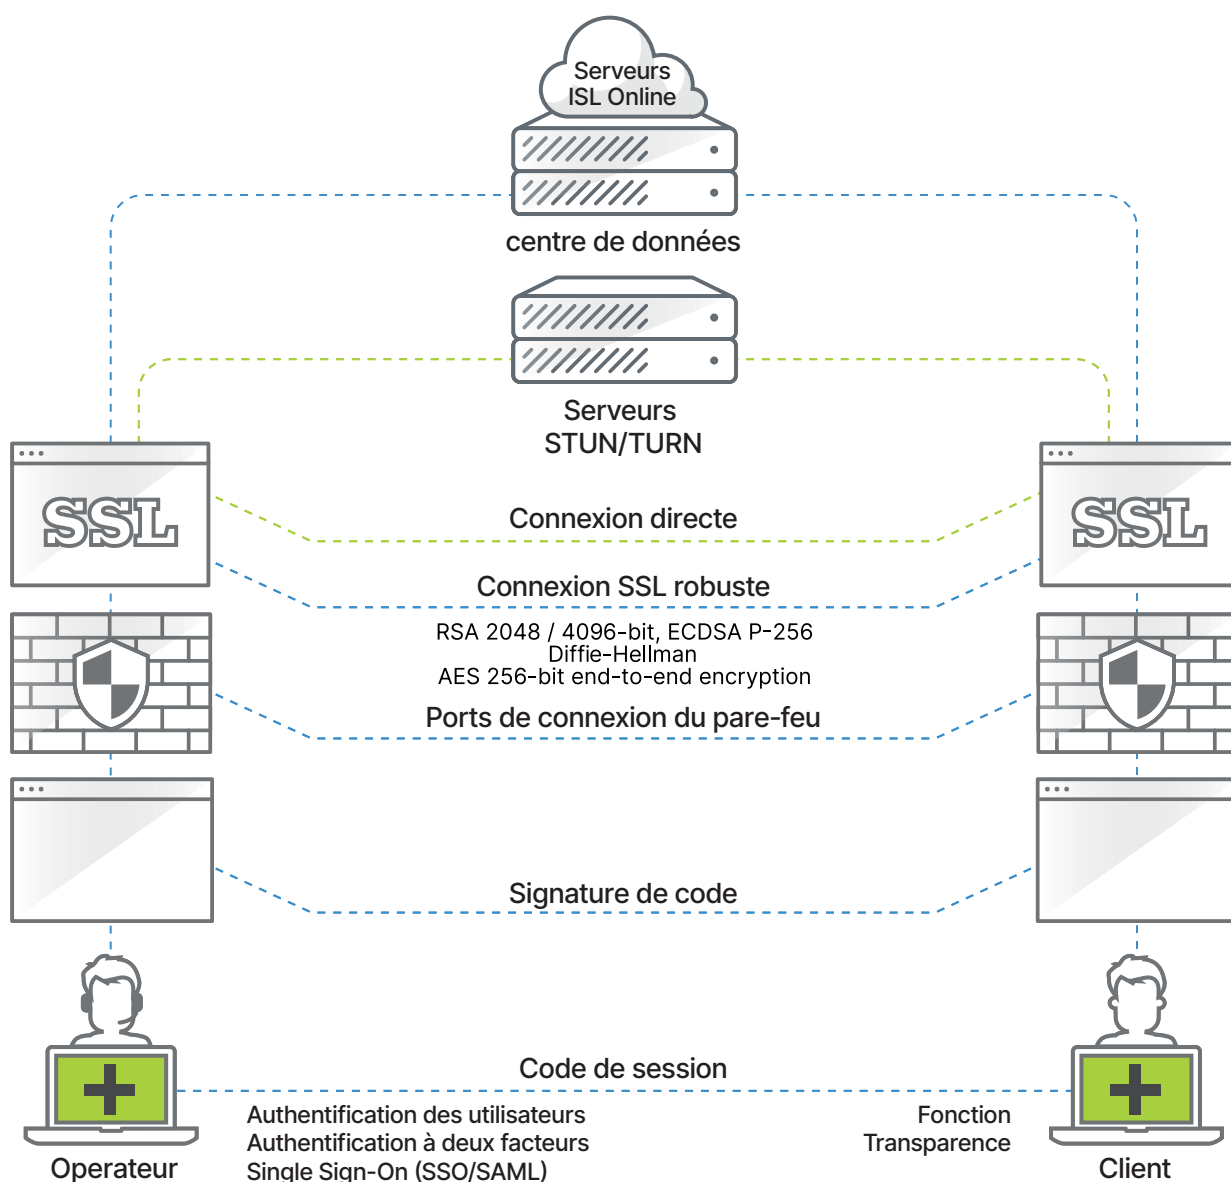 Serveurs
ISL Online
centre de données
Serveurs
STUN/TURN
SSL
SSL
Connexion directe
Connexion SSL robuste
RSA 2048 / 4096-bit, ECDSA P-256
Diffie-Hellman
AES 256-bit end-to-end encryption
Ports de connexion du pare-feu
Signature de code
Code de session
Authentification des utilisateurs
Authentification à deux facteurs
Single Sign-On (SSO/SAML)
Fonction
Transparence
Operateur
Client